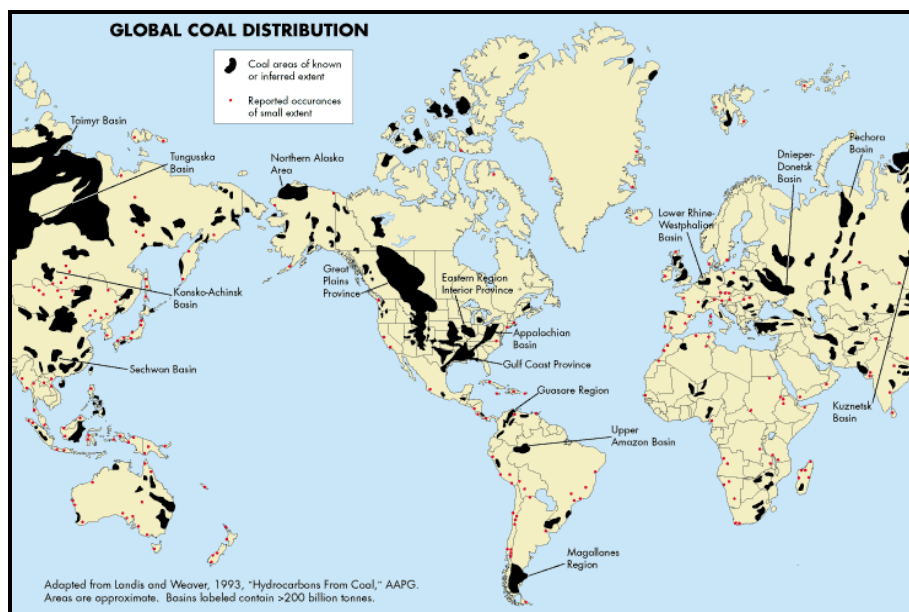 GLOBAL COAL DISTRIBUTION
Coal areas of known
or inferred extent
Reported occurances
of small extent
Taimyr Basin
Tungusska
Basin
Northern Alaska
Area
Pechora
Basin
Dnieper-
Donetsk
Basin
Lower Rhine-
Westphalian
Basin
Great
Plains
Province
Eastern Region
Interior Province
Kansko-Achinsk
Basin
Appalachian
Basin
Sechwan Basin
Gulf Coast Province
Guasare Region
Kuznetsk
Basin
Upper
Amazon Basin
Magallanes
Region
Adapted from Landis and Weaver, 1993, "Hydrocarbons From Coal," AAPG.
Areas are approximate. Basins labeled contain >200 billion tonnes.